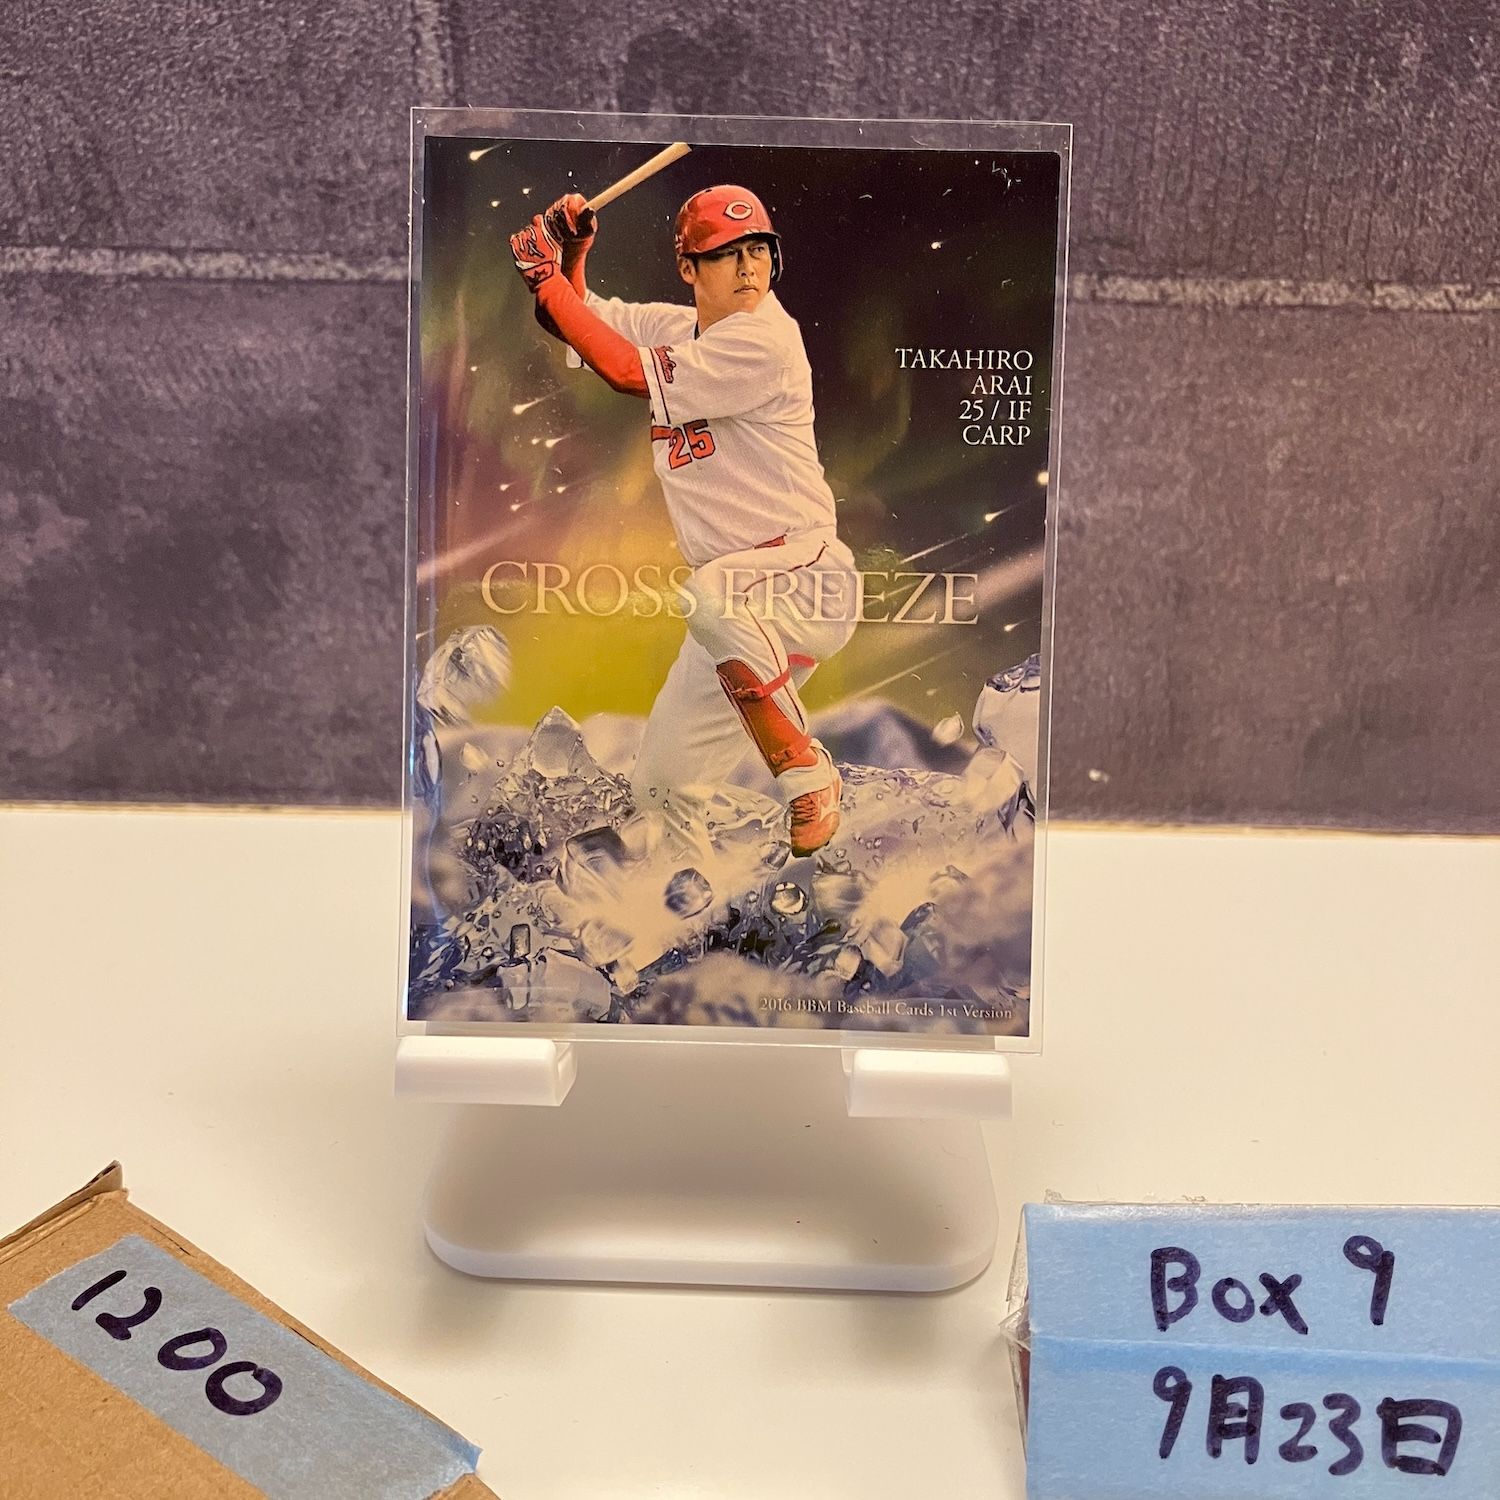 TAKAHIRO
ARAI
25 / IF
CARP
25
CROSS FREEZE
2016 BBM Baseball Cards 1st Version
1200
Box 9
9月23日